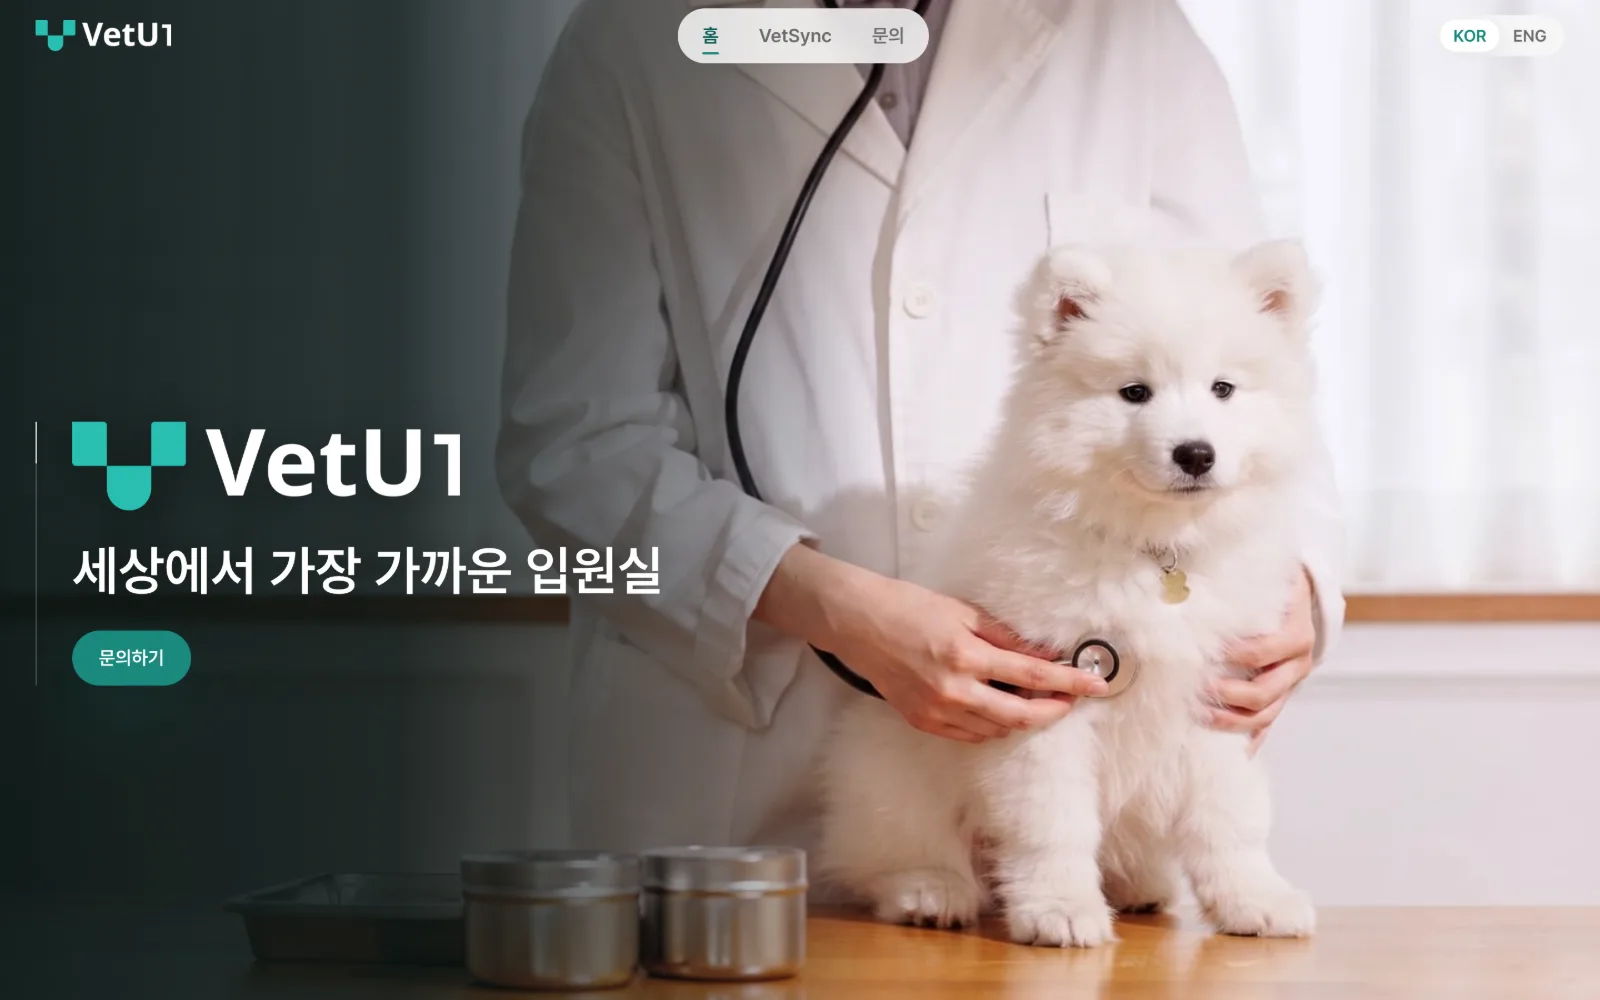 VetU1
홈 VetSync 문의
KOR ENG
VetU1
세상에서 가장 가까운 입원실
문의하기